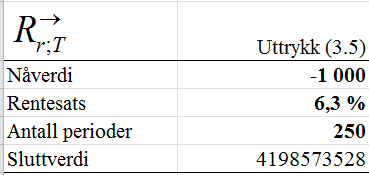 R→r;T Uttrykk (3.5)
Nåverdi -1 000
Rentesats 6,3 %
Antall perioder 250
Sluttverdi 4198573528